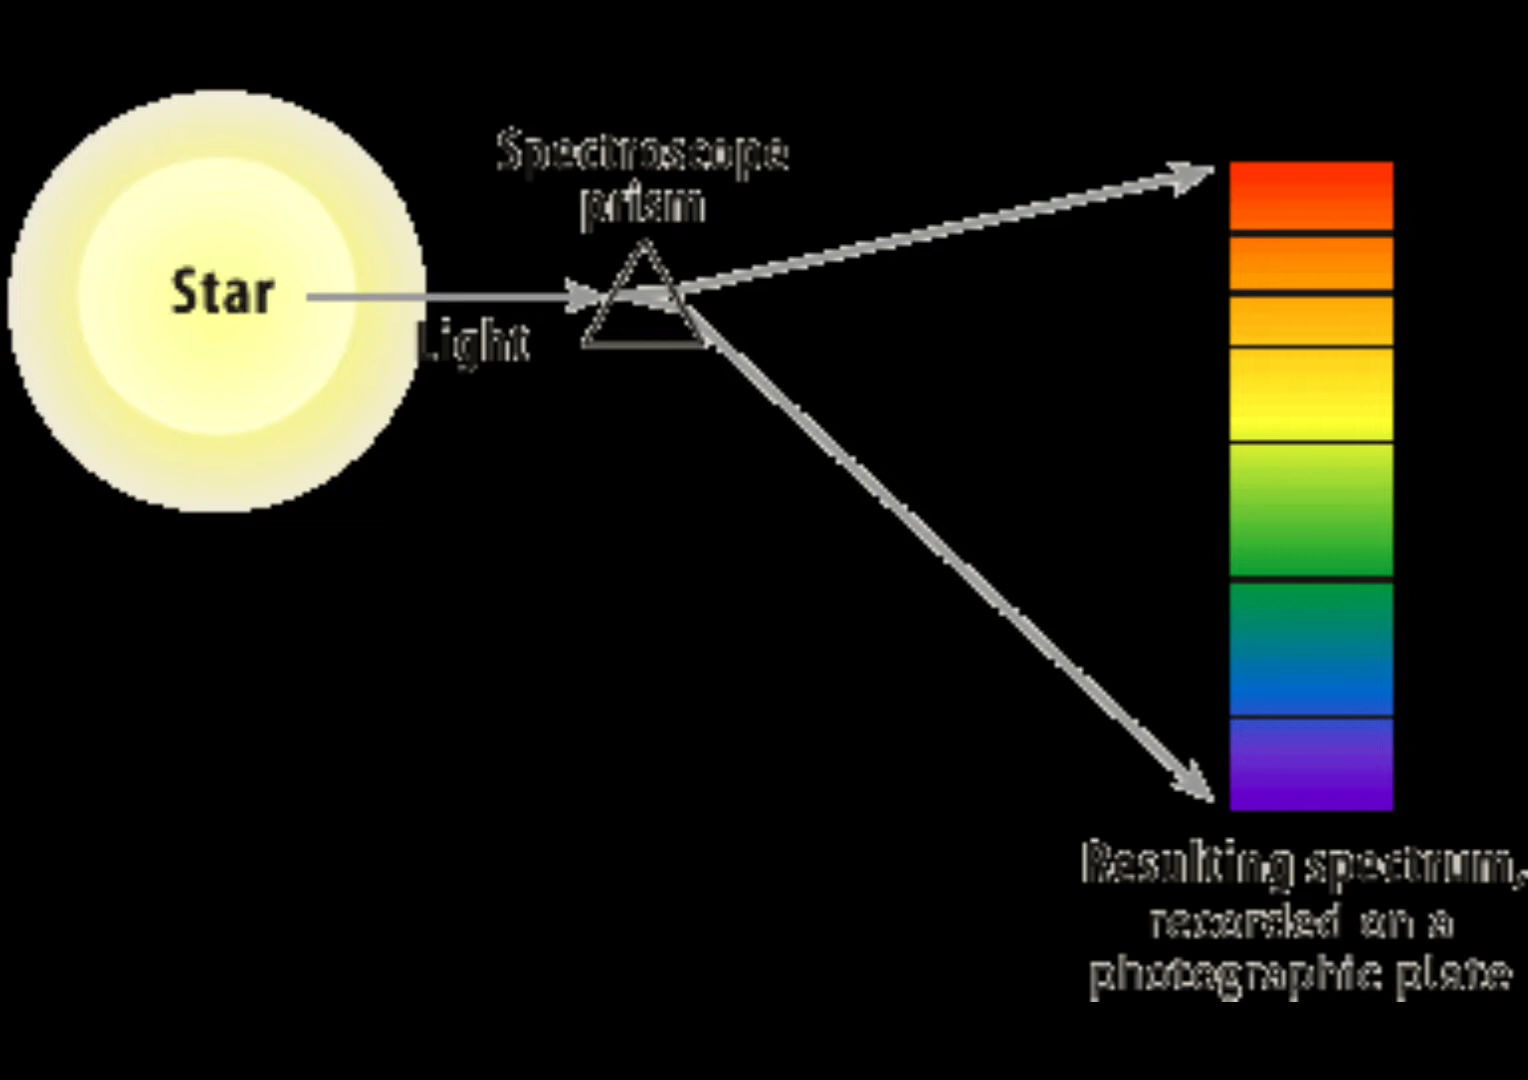 Spectroscope
prism
Star
Light
Resulting spectrum,
recorded on a
photographic plate